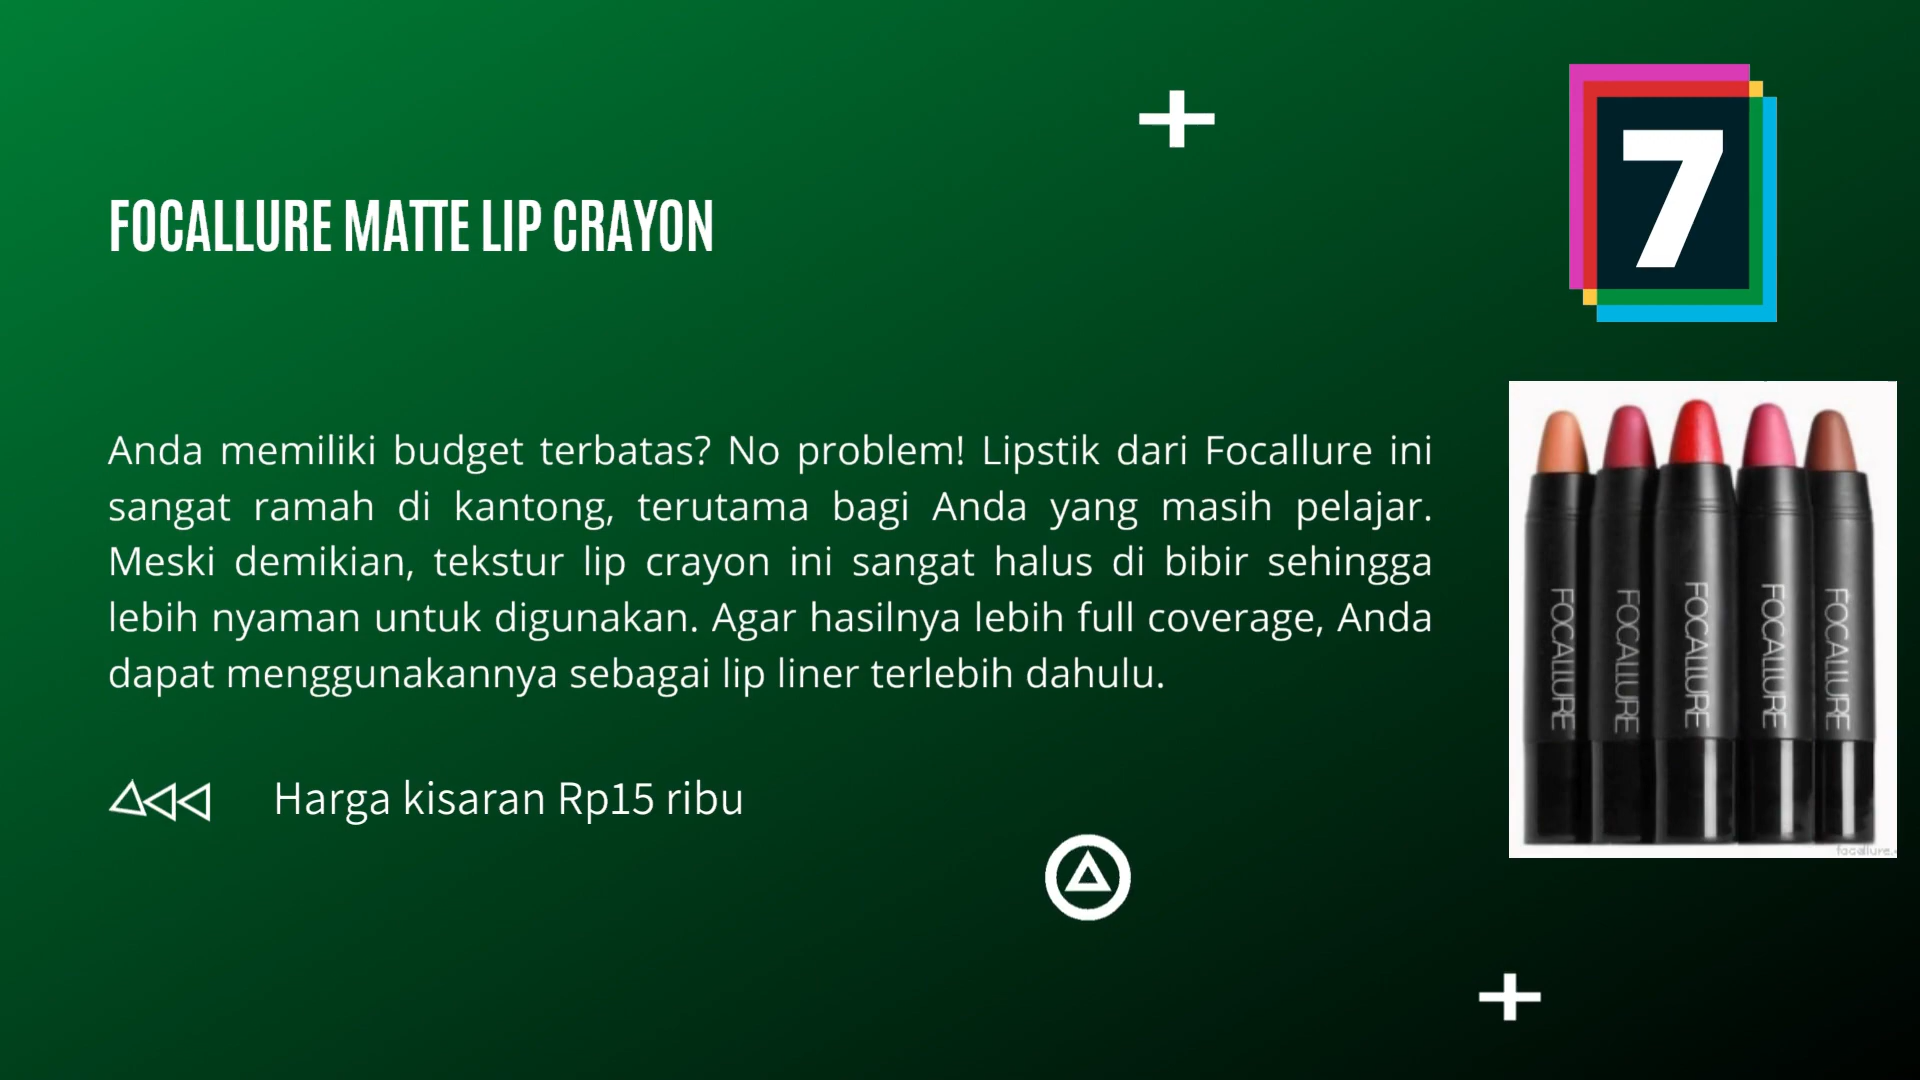 7
FOCALLURE MATTE LIP CRAYON
Anda memiliki budget terbatas? No problem! Lipstik dari Focallure ini
sangat ramah di kantong, terutama bagi Anda yang masih pelajar.
Meski demikian, tekstur lip crayon ini sangat halus di bibir sehingga
lebih nyaman untuk digunakan. Agar hasilnya lebih full coverage, Anda
dapat menggunakannya sebagai lip liner terlebih dahulu.
Harga kisaran Rp15 ribu
FOCALLURE
FOCALLURE
FOCALLURE
FOCALLURE
FOCALLURE